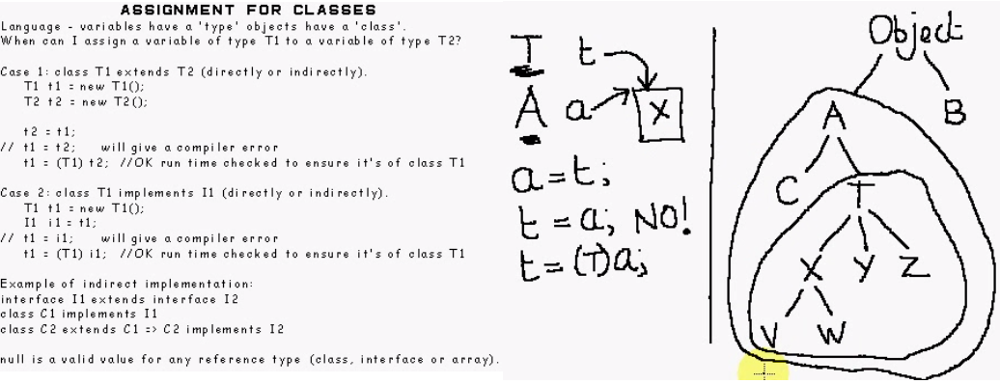 ASSIGNMENT FOR CLASSES
Language - variables have a 'type' objects have a 'class'.
When can I assign a variable of type T1 to a variable of type T2?
Case 1: class T1 extends T2 (directly or indirectly).
T1 t1 = new T1();
T2 t2 = new T2();
t2 = t1;
// t1 = t2; will give a compiler error
t1 = (T1) t2; //OK run time checked to ensure it's of class T1
Case 2: class T1 implements I1 (directly or indirectly).
T1 t1 = new T1();
I1 i1 = t1;
// t1 = i1; will give a compiler error
t1 = (T1) i1; //OK run time checked to ensure it's of class T1
Example of indirect implementation:
interface I1 extends interface I2
class C1 implements I1
class C2 extends C1 => C2 implements I2
null is a valid value for any reference type (class, interface or array).
T t
A a X
a = t;
t = a; NO!
t = (T)a;
Object
A B
C T
X Y Z
V W